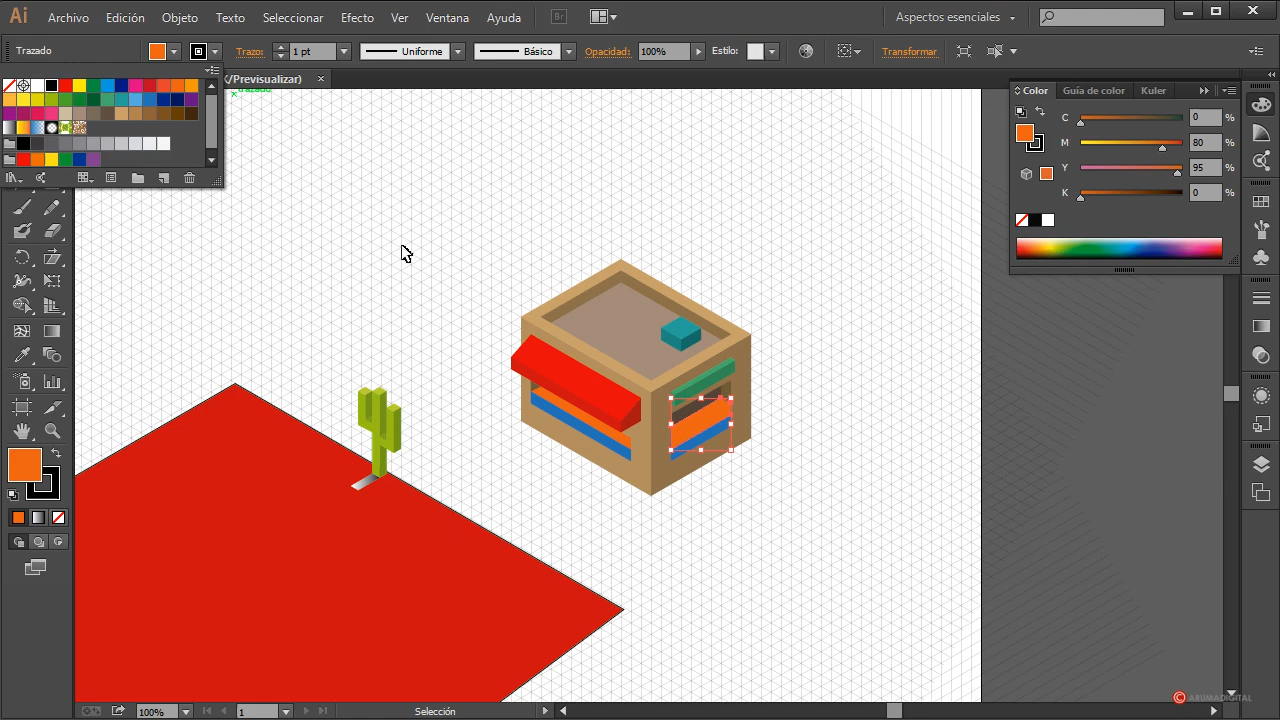 Ai Archivo Edición Objeto Texto Seleccionar Efecto Ver Ventana Ayuda Br Aspectos esenciales
Trazado Trazo: 1 pt Uniforme Básico Opacidad: 100% Estilo: Transformar
/Previsualizar) ×
trazado
Color Guía de color Kuler
C 0 %
M 80 %
Y 95 %
K 0 %
100% 1 Selección
© ARUMADIGITAL